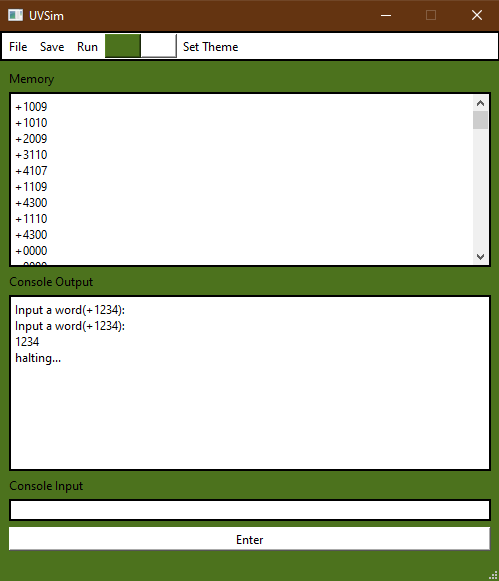 UVSim
File Save Run Set Theme
Memory
+1009
+1010
+2009
+3110
+4107
+1109
+4300
+1110
+4300
+0000
Console Output
Input a word(+1234):
Input a word(+1234):
1234
halting...
Console Input
Enter